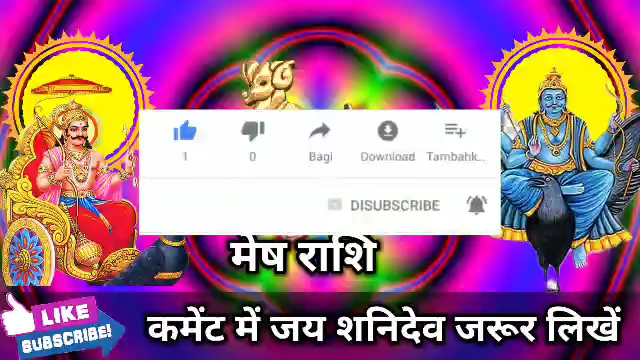 1 0 Bagi Download Tambahk...
DISUBSCRIBE
मेष राशि
LIKE
SUBSCRIBE!
कमेंट में जय शनिदेव जरूर लिखें